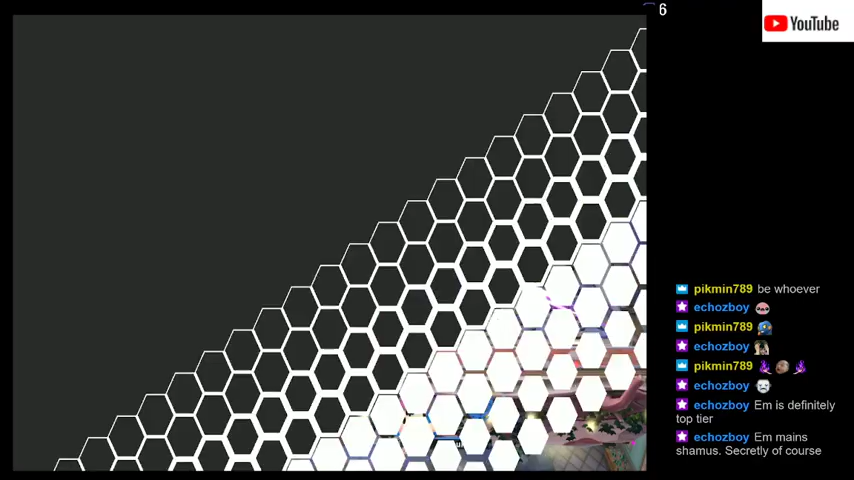 6
YouTube
pikmin789 be whoever
echozboy
pikmin789
echozboy
pikmin789
echozboy
echozboy Em is definitely
top tier
echozboy Em mains
shamus. Secretly of course